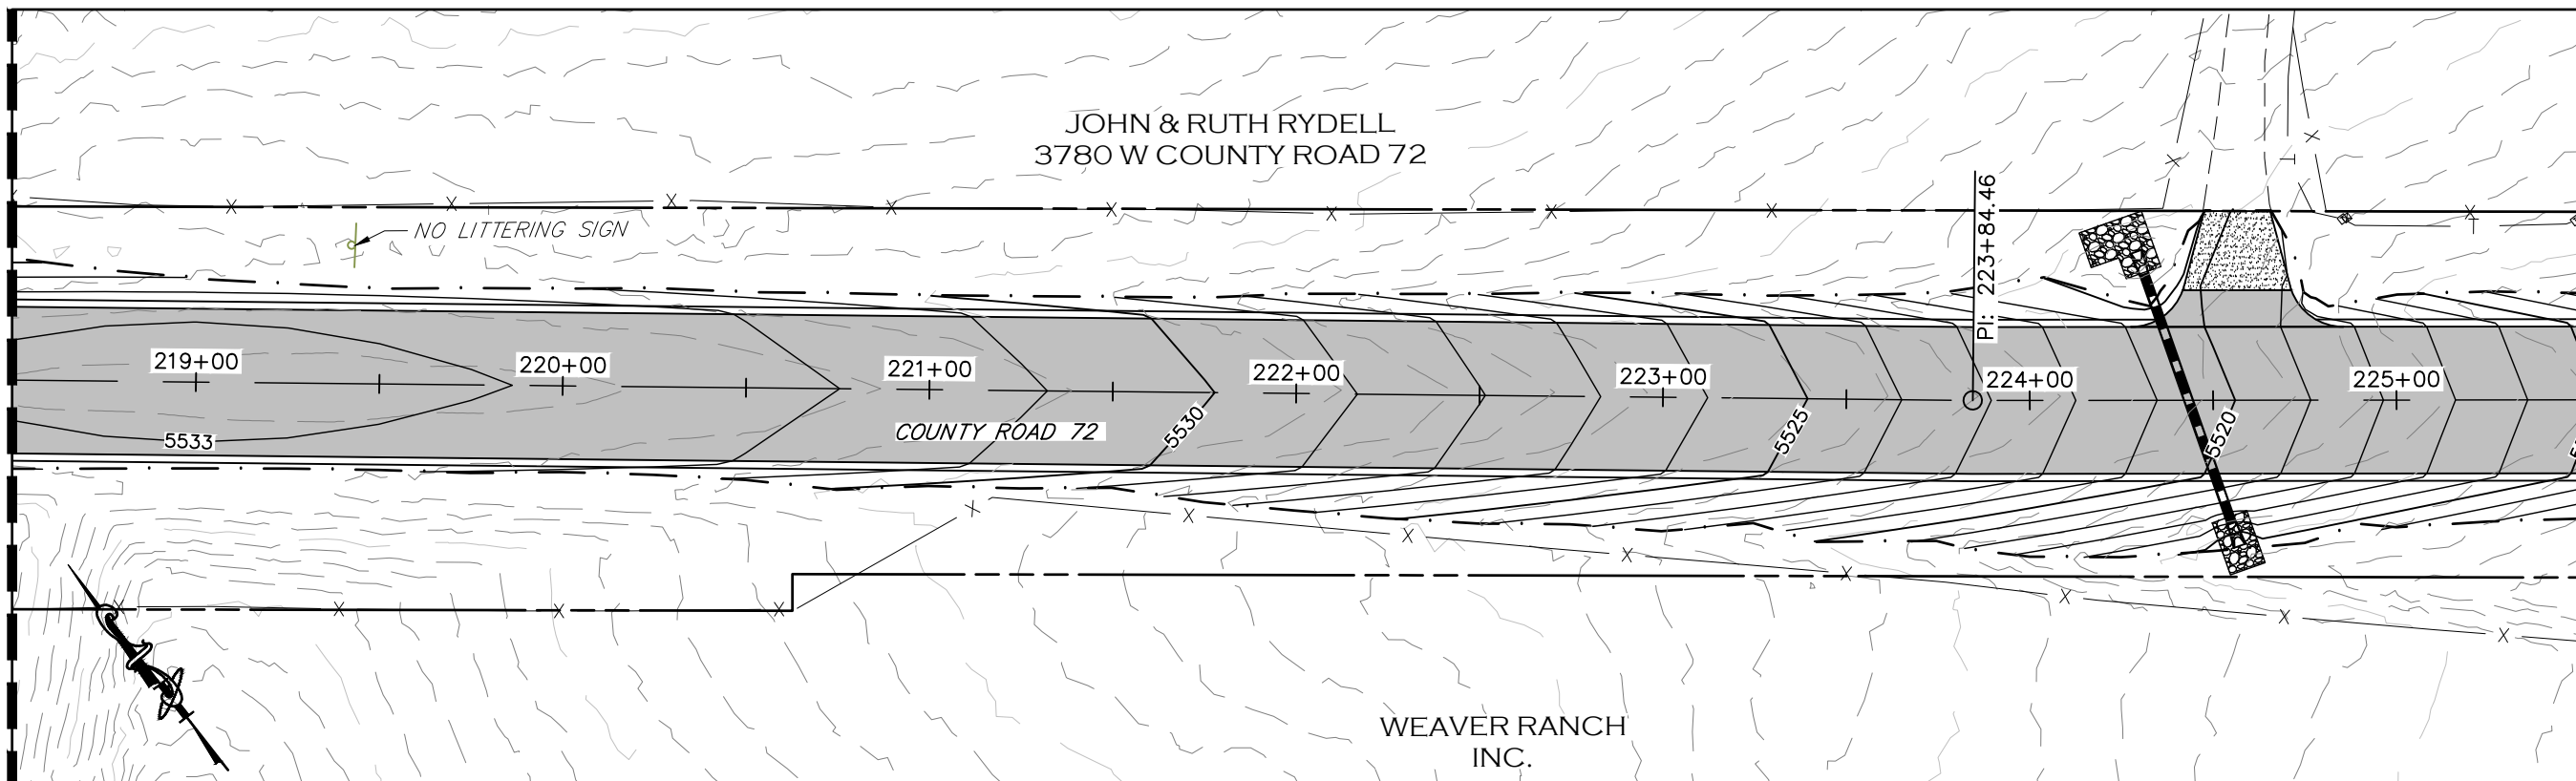 JOHN & RUTH RYDELL
3780 W COUNTY ROAD 72
NO LITTERING SIGN
PI: 223+84.46
219+00
220+00
221+00
222+00
223+00
224+00
225+00
5533
COUNTY ROAD 72
5530
5525
5520
WEAVER RANCH
INC.